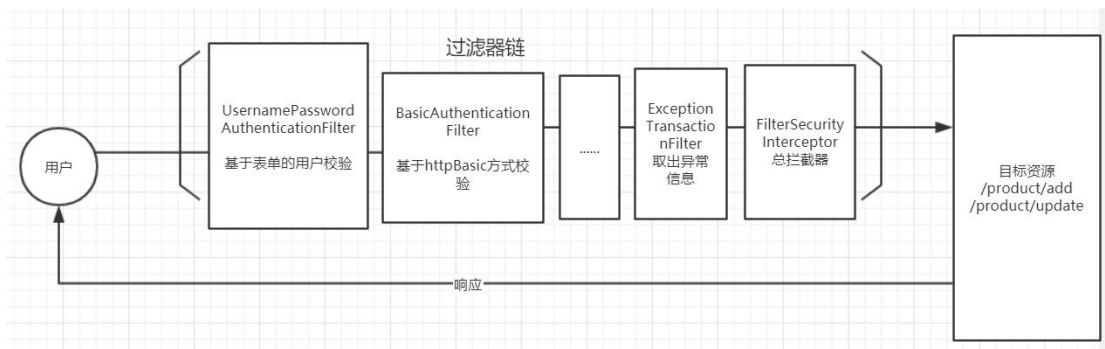 过滤器链
用户
UsernamePassword
AuthenticationFilter
基于表单的用户校验
BasicAuthentication
Filter
基于httpBasic方式校
验
......
Exception
Transactio
nFilter
取出异常
信息
FilterSecurity
Interceptor
总拦截器
目标资源
/product/add
/product/update
响应